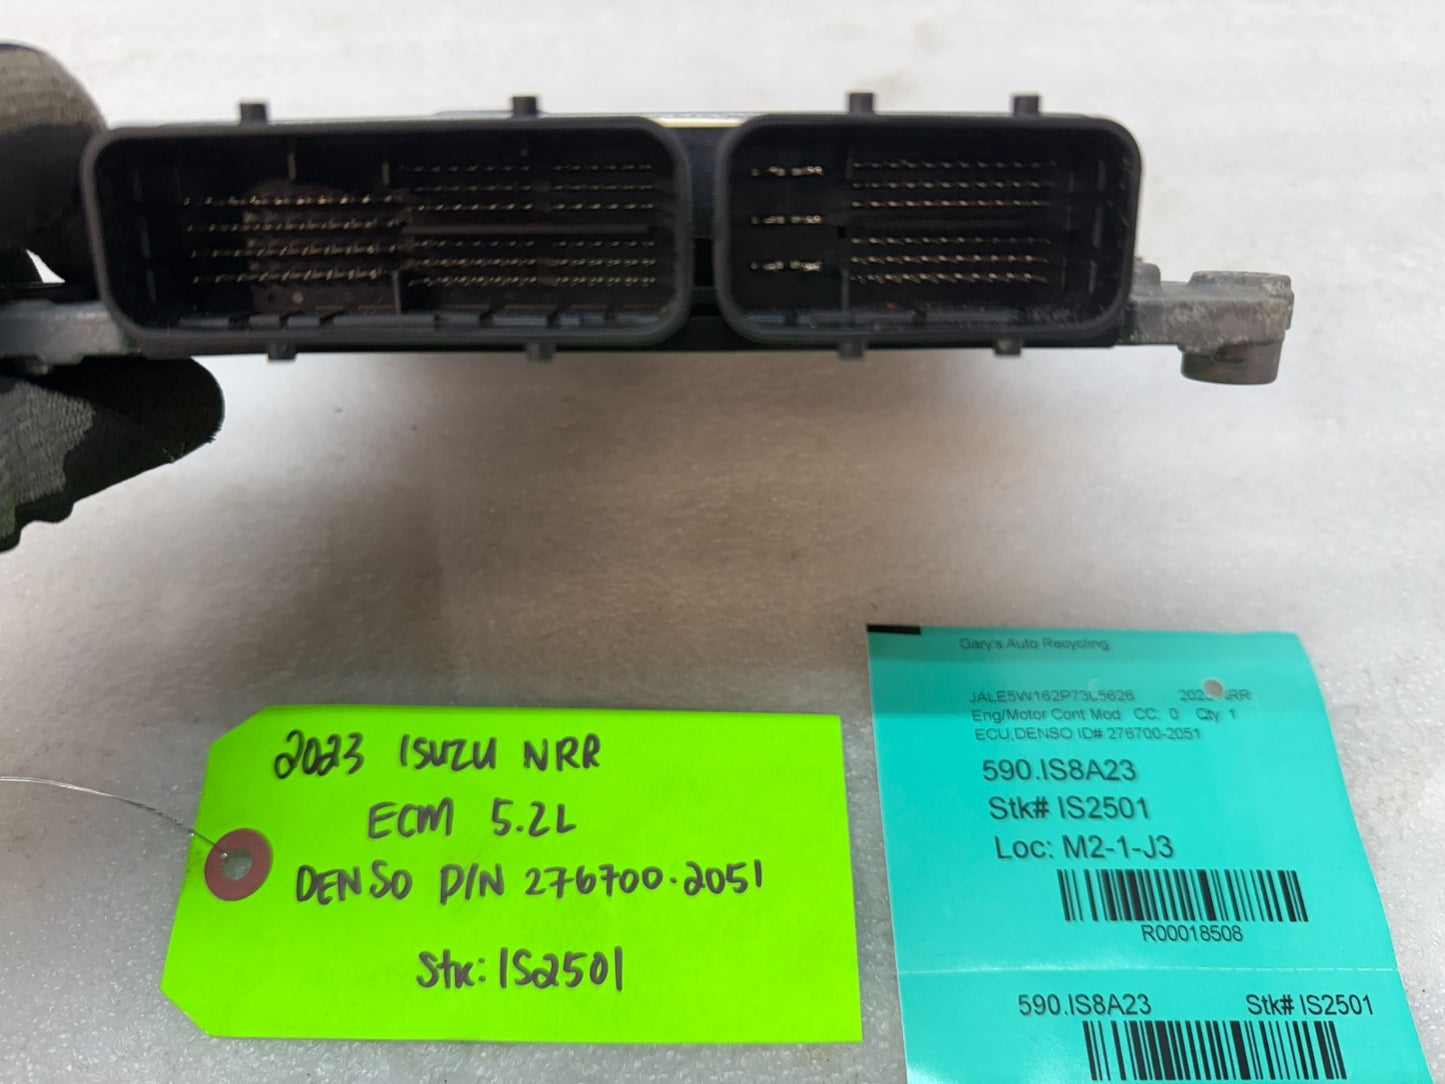 2023 ISUZU NRR
ECM 5.2L
DENSO P/N 276700-2051
Stk: IS2501
Gary's Auto Recycling
NRR
Eng/Motor Cont Mod CC: 0 Qty: 1
ECU,DENSO ID# 276700-2051
590.IS8A23
Stk# IS2501
Loc: M2-1-J3
R00018508
590.IS8A23 Stk# IS2501